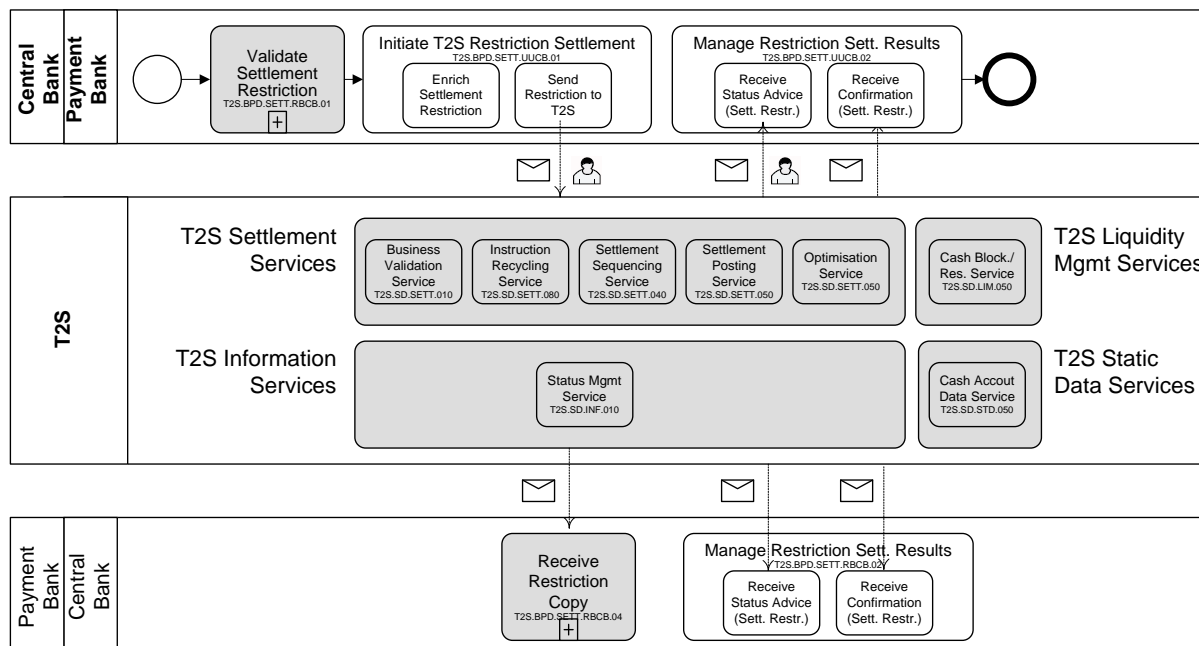 Central
Bank
Payment
Bank
Validate
Settlement
Restriction
T2S.BPD.SETT.RBCB.01
+
Initiate T2S Restriction Settlement
T2S.BPD.SETT.UUCB.01
Enrich
Settlement
Restriction
Send
Restriction to
T2S
Manage Restriction Sett. Results
T2S.BPD.SETT.UUCB.02
Receive
Status Advice
(Sett. Restr.)
Receive
Confirmation
(Sett. Restr.)
T2S
T2S Settlement
Services
Business
Validation
Service
T2S.SD.SETT.010
Instruction
Recycling
Service
T2S.SD.SETT.080
Settlement
Sequencing
Service
T2S.SD.SETT.040
Settlement
Posting
Service
T2S.SD.SETT.050
Optimisation
Service
T2S.SD.SETT.050
Cash Block./
Res. Service
T2S.SD.LIM.050
T2S Liquidity
Mgmt Services
T2S Information
Services
Status Mgmt
Service
T2S.SD.INF.010
Cash Accout
Data Service
T2S.SD.STD.050
T2S Static
Data Services
Payment
Bank
Central
Bank
Receive
Restriction
Copy
T2S.BPD.SETT.RBCB.04
+
Manage Restriction Sett. Results
T2S.BPD.SETT.RBCB.02
Receive
Status Advice
(Sett. Restr.)
Receive
Confirmation
(Sett. Restr.)